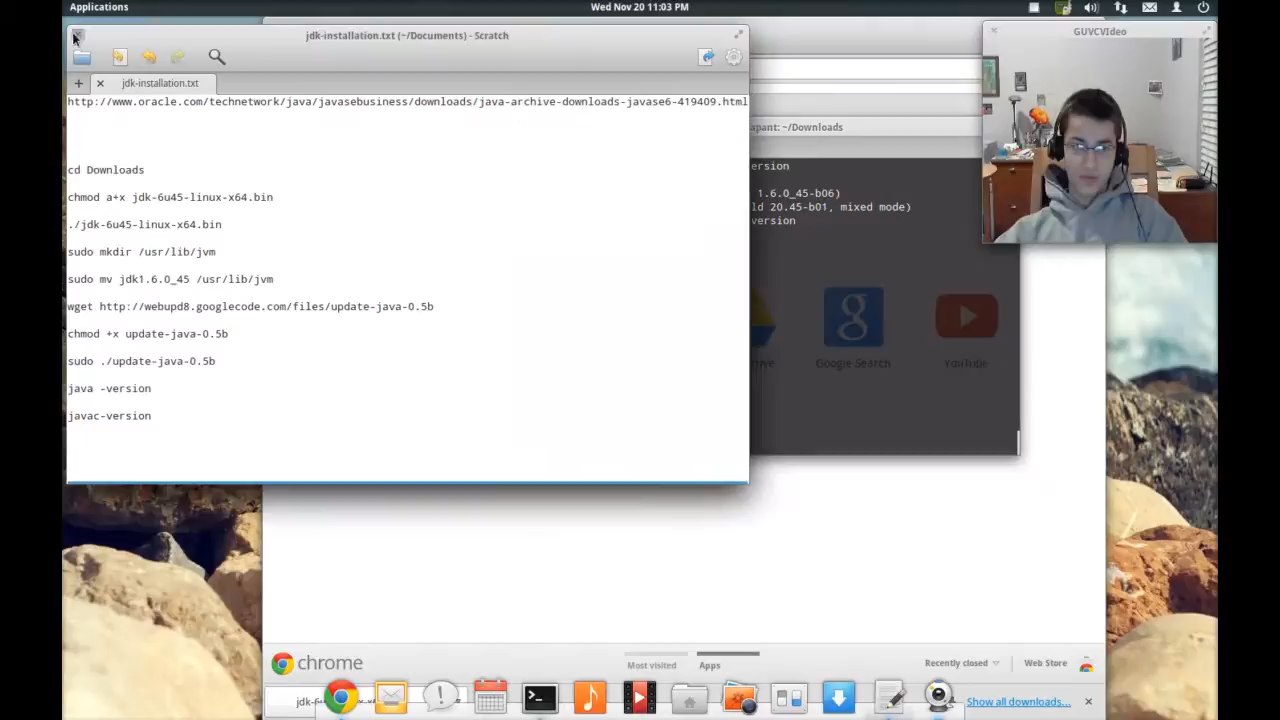 Applications
Wed Nov 20 11:03 PM
jdk-installation.txt (~/Documents) - Scratch
GUVCVIdeo
jdk-installation.txt
http://www.oracle.com/technetwork/java/javasebusiness/downloads/java-archive-downloads-javase6-419409.html
cd Downloads
chmod a+x jdk-6u45-linux-x64.bin
./jdk-6u45-linux-x64.bin
sudo mkdir /usr/lib/jvm
sudo mv jdk1.6.0_45 /usr/lib/jvm
wget http://webupd8.googlecode.com/files/update-java-0.5b
chmod +x update-java-0.5b
sudo ./update-java-0.5b
java -version
javac-version
apant: ~/Downloads
ersion
1.6.0_45-b06)
ld 20.45-b01, mixed mode)
version
rive
Google Search
YouTube
chrome
Most visited
Apps
Recently closed
Web Store
jdk-6
Show all downloads...